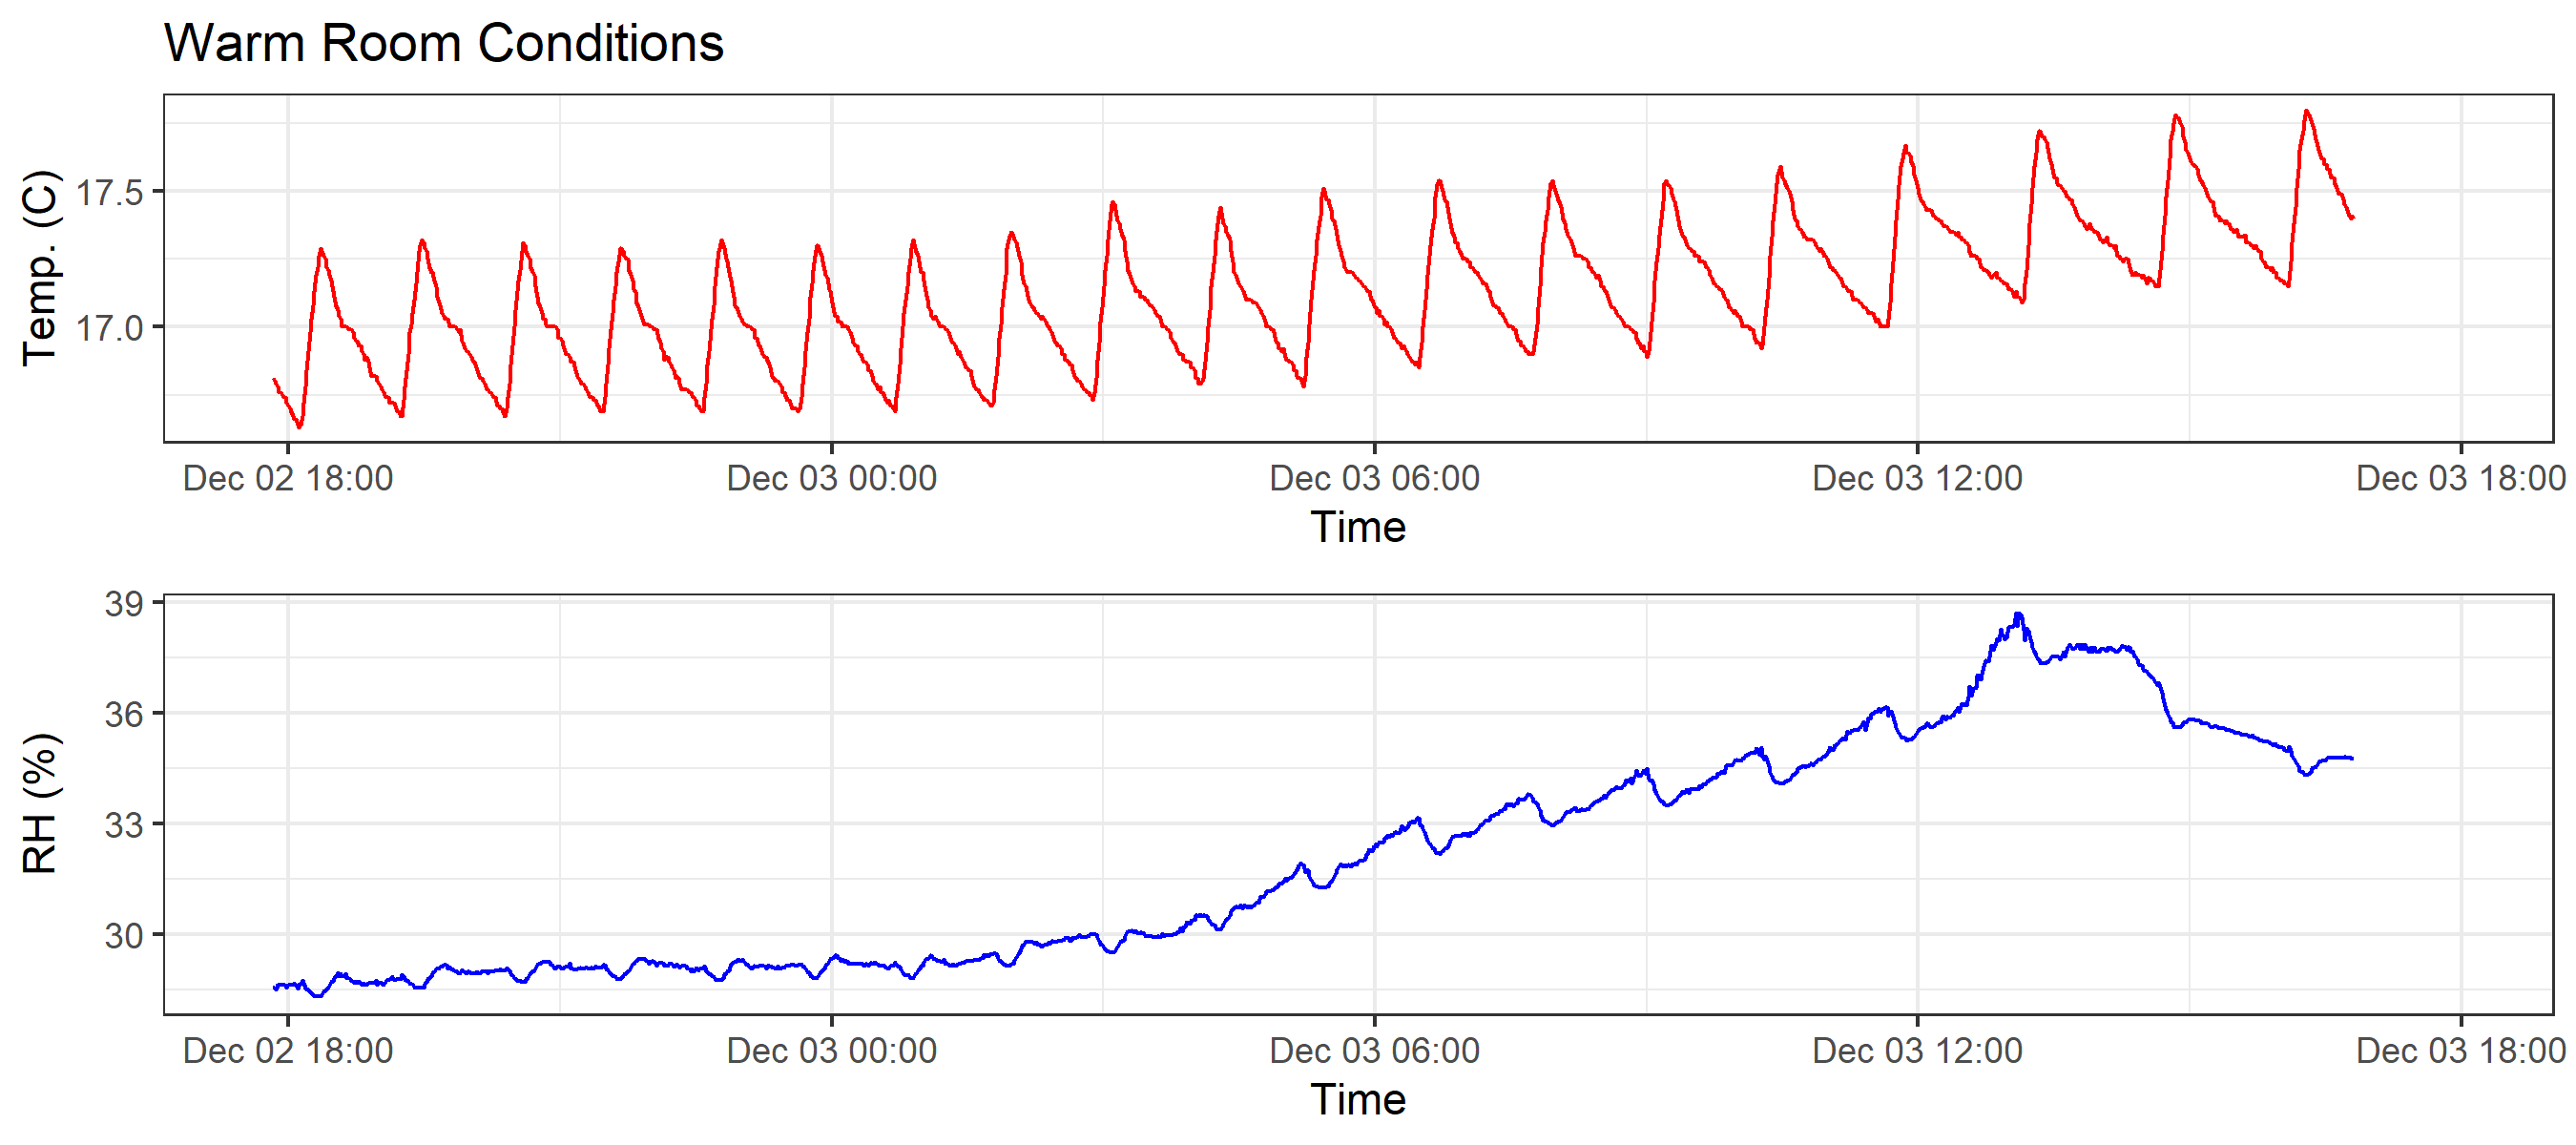 Warm Room Conditions
Temp. (C)
17.5
17.0
Dec 02 18:00 Dec 03 00:00 Dec 03 06:00 Dec 03 12:00 Dec 03 18:00
Time
RH (%)
39
36
33
30
Dec 02 18:00 Dec 03 00:00 Dec 03 06:00 Dec 03 12:00 Dec 03 18:00
Time